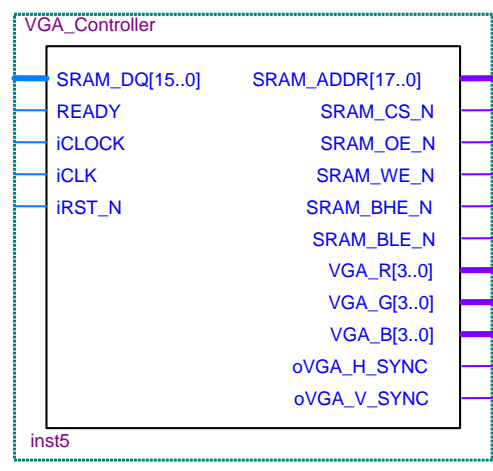 VGA_Controller
SRAM_DQ[15..0] SRAM_ADDR[17..0]
READY SRAM_CS_N
iCLOCK SRAM_OE_N
iCLK SRAM_WE_N
iRST_N SRAM_BHE_N
SRAM_BLE_N
VGA_R[3..0]
VGA_G[3..0]
VGA_B[3..0]
oVGA_H_SYNC
oVGA_V_SYNC
inst5